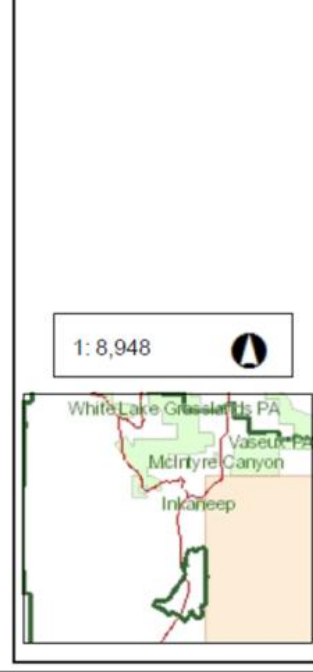 1: 8,948
White Lake Grasslands PA
Vaseux PA
McIntyre Canyon
Inkaneep